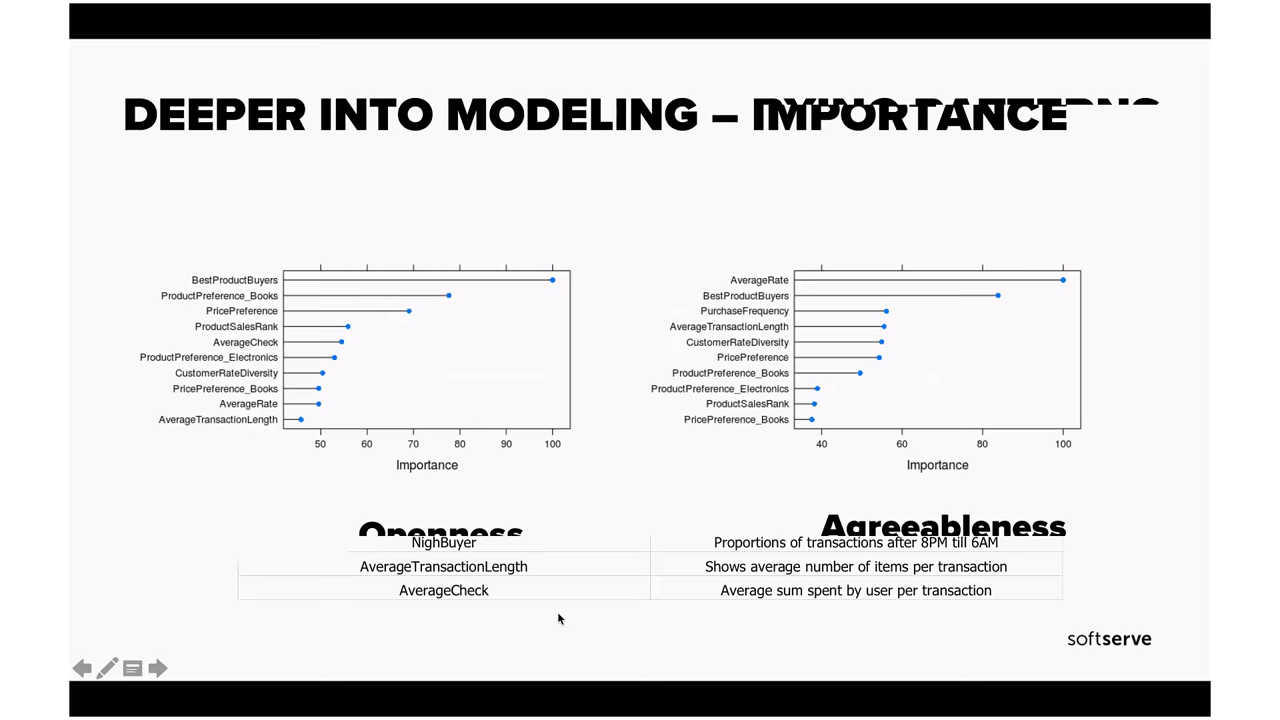 DEEPER INTO MODELING – IMPORTANCE
BestProductBuyers
ProductPreference_Books
PricePreference
ProductSalesRank
AverageCheck
ProductPreference_Electronics
CustomerRateDiversity
PricePreference_Books
AverageRate
AverageTransactionLength
50 60 70 80 90 100
Importance
Openness
AverageRate
BestProductBuyers
PurchaseFrequency
AverageTransactionLength
CustomerRateDiversity
PricePreference
ProductPreference_Books
ProductPreference_Electronics
ProductSalesRank
PricePreference_Books
40 60 80 100
Importance
Agreeableness
NighBuyer Proportions of transactions after 8PM till 6AM
AverageTransactionLength Shows average number of items per transaction
AverageCheck Average sum spent by user per transaction
softserve